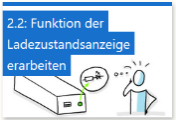 2.2: Funktion der
Ladezustandsanzeige
erarbeiten